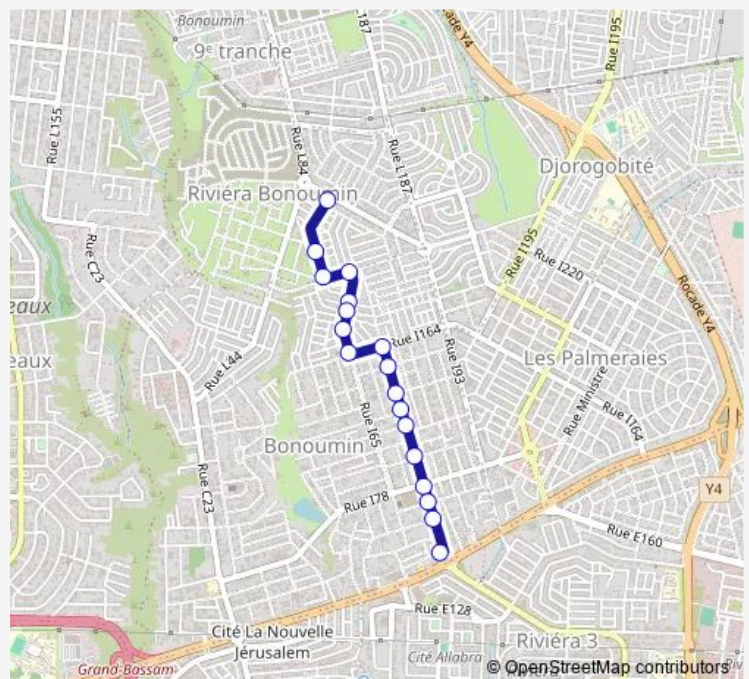 Bonoumin
9e tranche
L187
Rocade Y4
Rue I195
Rue L155
Rue L84
Rue L187
Djorogobité
Riviéra Bonoumin
Rue C23
Rue I195
Rue I220
Rocade Y4
eaux
eaux
Rue I164
Rue L44
Rue I93
Les Palmeraies
Rue Ministre
Rue I164
Rue I65
Bonoumin
Rue C23
Rue I78
Y4
Rue E160
Rue E128
Cité La Nouvelle
Jérusalem
Cité Allabra
Riviéra 3
Grand-Bassam
© OpenStreetMap contributors